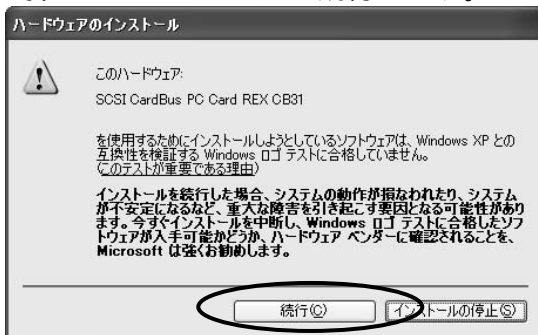 ハードウェアのインストール
このハードウェア:
SCSI CardBus PC Card REX CB31
を使用するためにインストールしようとしているソフトウェアは、Windows XP との
互換性を検証する Windows ロゴ テストに合格していません。
(このテストが重要である理由)
インストールを続行した場合、システムの動作が損なわれたり、システム
が不安定になるなど、重大な障害を引き起こす要因となる可能性があり
ます。今すぐインストールを中断し、Windows ロゴ テストに合格したソフ
トウェアが入手可能かどうか、ハードウェア ベンダーに確認されることを、
Microsoft は強くお勧めします。
続行(C)
インストールの停止(S)